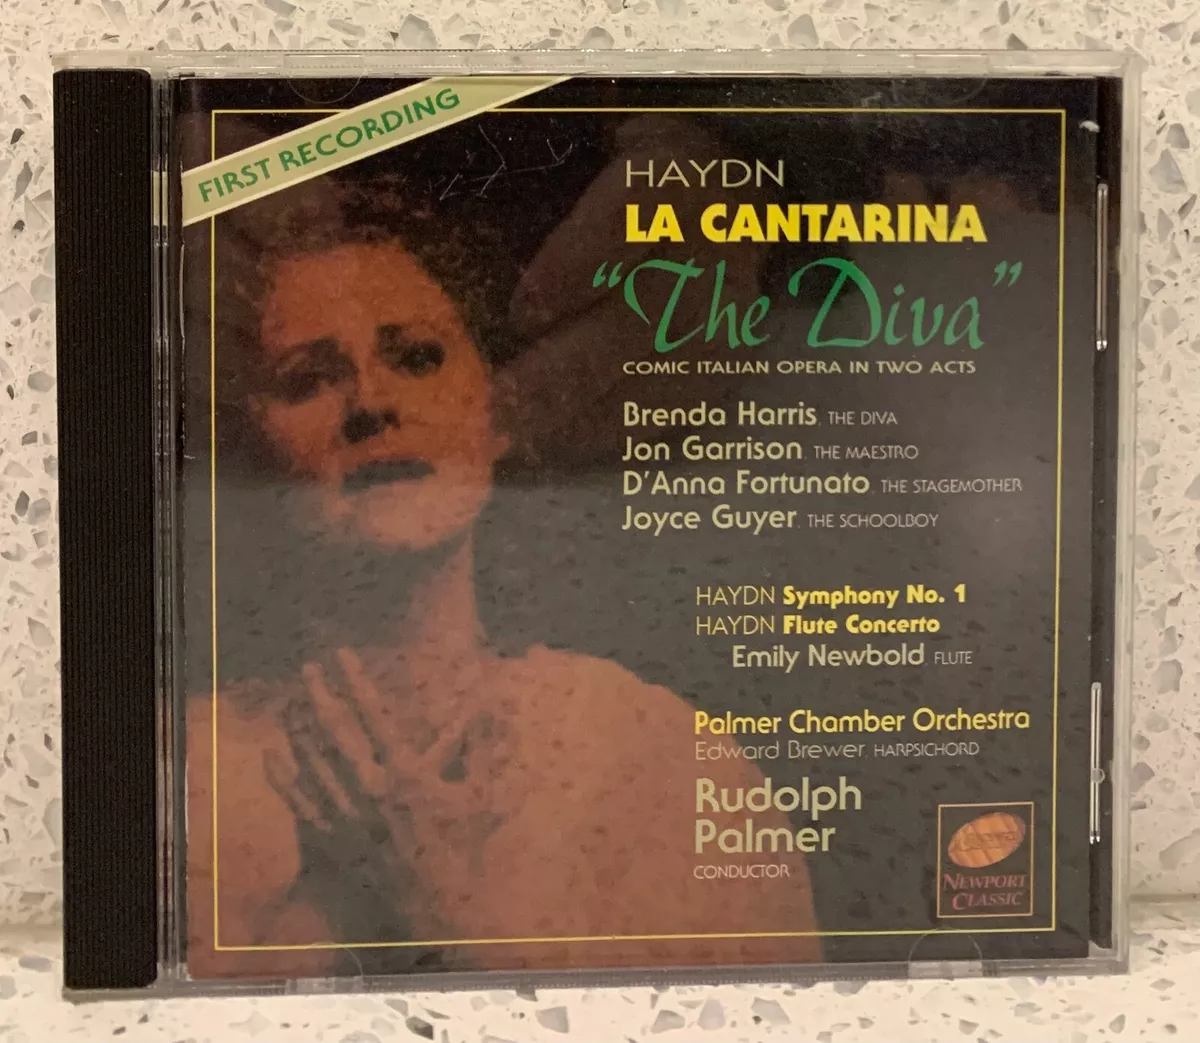 FIRST RECORDING
HAYDN
LA CANTARINA
"The Diva"
COMIC ITALIAN OPERA IN TWO ACTS
Brenda Harris, THE DIVA
Jon Garrison, THE MAESTRO
D'Anna Fortunato, THE STAGEMOTHER
Joyce Guyer, THE SCHOOLBOY
HAYDN Symphony No. 1
HAYDN Flute Concerto
Emily Newbold, FLUTE
Palmer Chamber Orchestra
Edward Brewer, HARPSICHORD
Rudolph
Palmer
CONDUCTOR
NEWPORT
CLASSIC